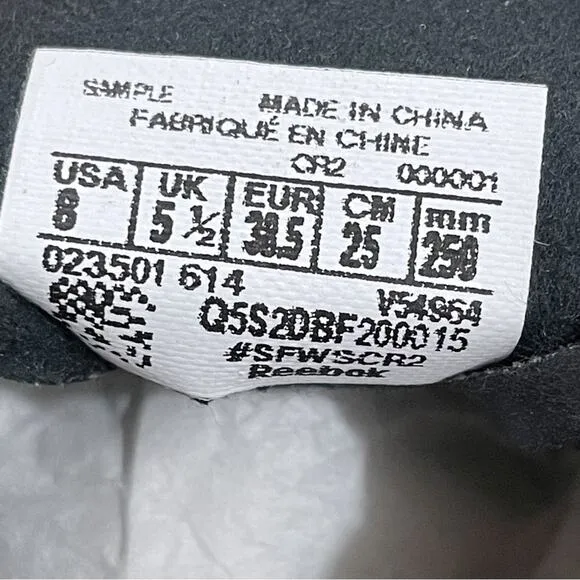 SAMPLE MADE IN CHINA
FABRIQUÉ EN CHINE
CR2 000001
USA UK EUR CM mm
8 5 ½ 38.5 25 250
023501 614 V54964
Q5S2DBF200015
#SFWSCR2
Reebok